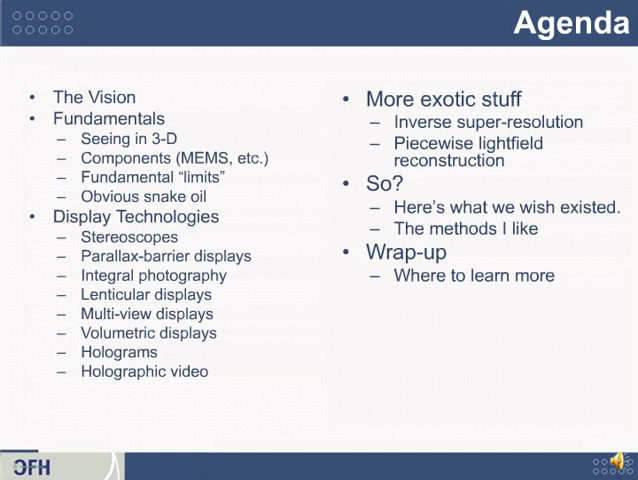 Agenda
• The Vision
• Fundamentals
– Seeing in 3-D
– Components (MEMS, etc.)
– Fundamental “limits”
– Obvious snake oil
• Display Technologies
– Stereoscopes
– Parallax-barrier displays
– Integral photography
– Lenticular displays
– Multi-view displays
– Volumetric displays
– Holograms
– Holographic video
• More exotic stuff
– Inverse super-resolution
– Piecewise lightfield
reconstruction
• So?
– Here’s what we wish existed.
– The methods I like
• Wrap-up
– Where to learn more
OFH